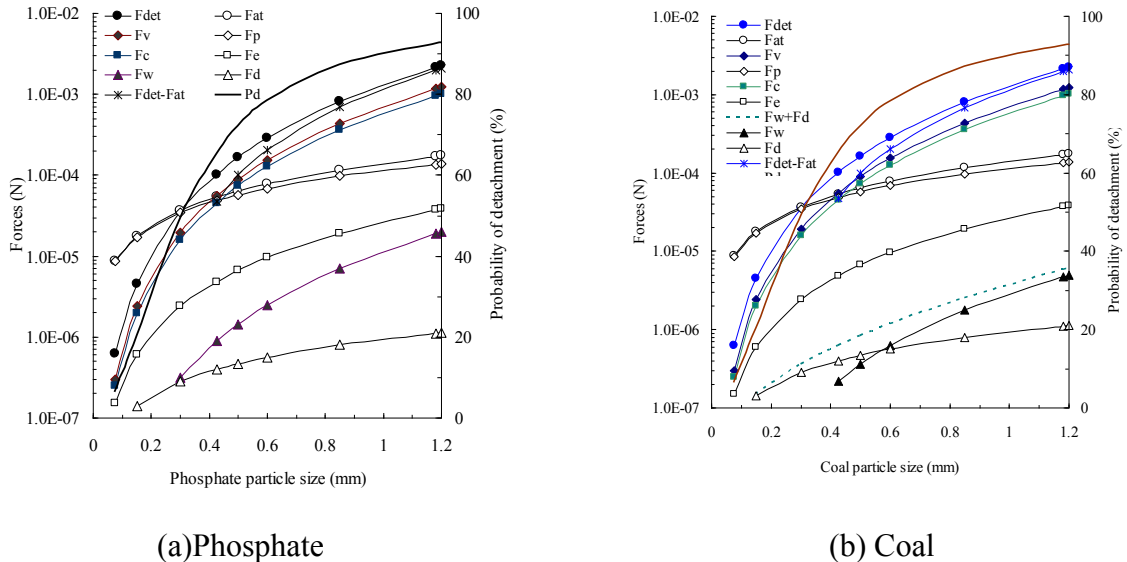 Fdet Fat
Fv Fp
Fc Fe
Fw Fd
Fdet-Fat Pd
1.0E-02
1.0E-03
1.0E-04
1.0E-05
1.0E-06
1.0E-07
Forces (N)
100
80
60
40
20
0
Probability of detachment (%)
0 0.2 0.4 0.6 0.8 1 1.2
Phosphate particle size (mm)
(a)Phosphate
Fdet
Fat
Fv
Fp
Fc
Fe
Fw+Fd
Fw
Fd
Fdet-Fat
1.0E-02
1.0E-03
1.0E-04
1.0E-05
1.0E-06
1.0E-07
Forces (N)
100
80
60
40
20
0
Probability of detachment (%)
0 0.2 0.4 0.6 0.8 1 1.2
Coal particle size (mm)
(b) Coal